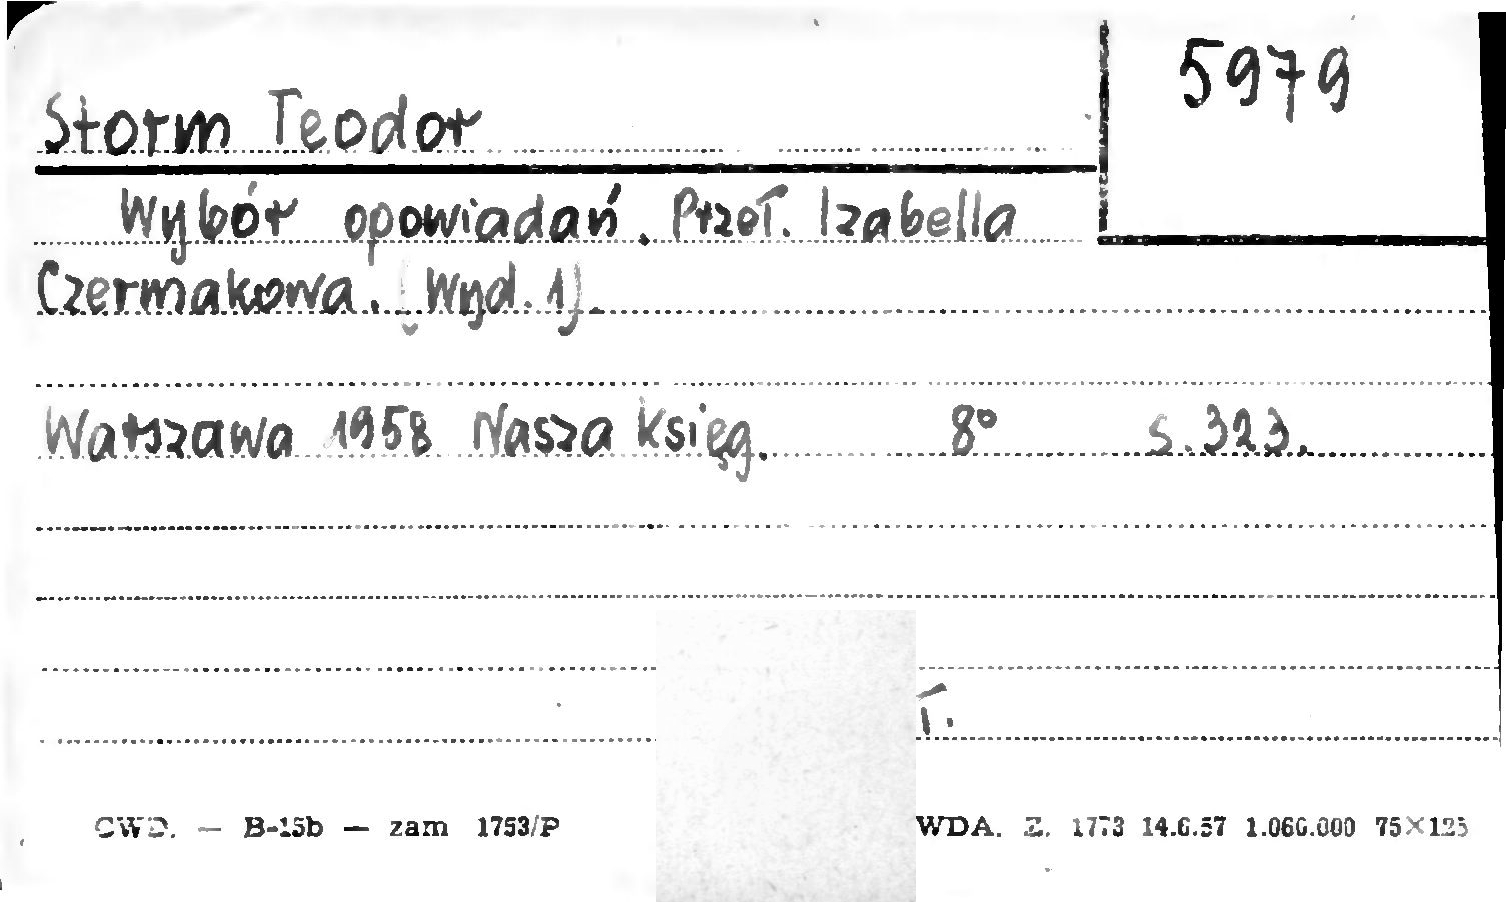 5979
Storm Teodor
Wybór opowiadań. Przeł. Izabella
Czermakowa. [Wyd. 1].
Warszawa 1958 Nasza Księg. 8° s. 323.
CWD. — B-15b — zam 1753/P WDA. Z. 1773 14.6.57 1.060.000 75×125